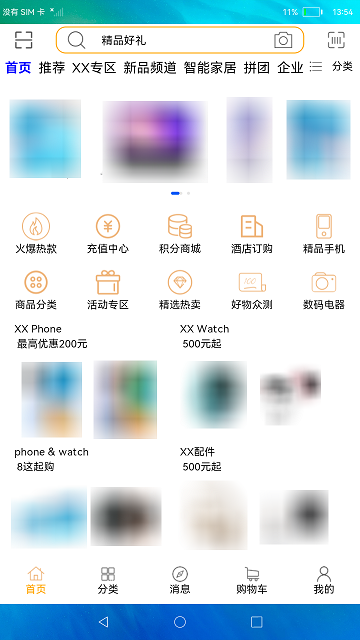 没有 SIM 卡 11% 13:54
精品好礼
首页 推荐 XX专区 新品频道 智能家居 拼团 企业 分类
火爆热款 充值中心 积分商城 酒店订购 精品手机
商品分类 活动专区 精选热卖 好物众测 数码电器
XX Phone XX Watch
最高优惠200元 500元起
phone & watch XX配件
8这起购 500元起
首页 分类 消息 购物车 我的